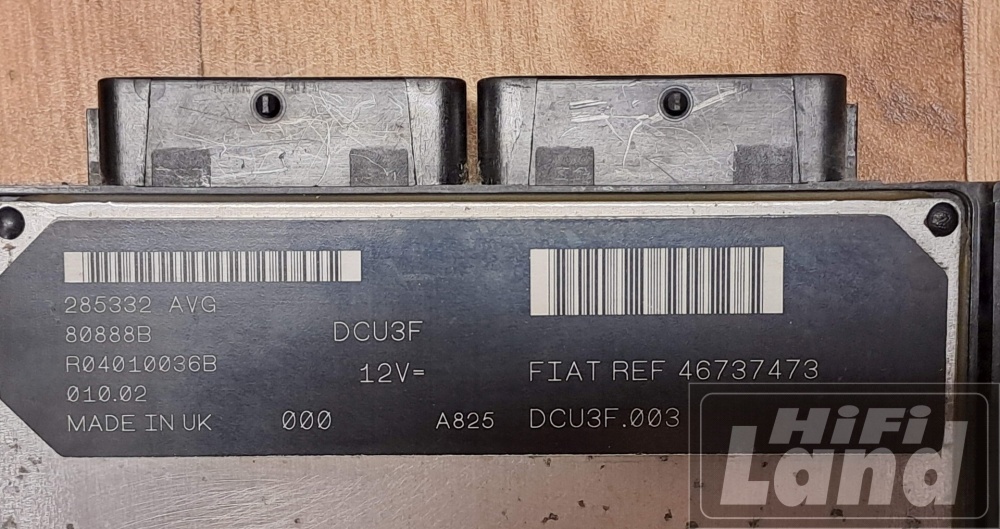 285332 AVG
80888B
DCU3F
R04010036B
12V=
FIAT REF 46737473
010.02
MADE IN UK
000
A825
DCU3F.003
HiFi
Land